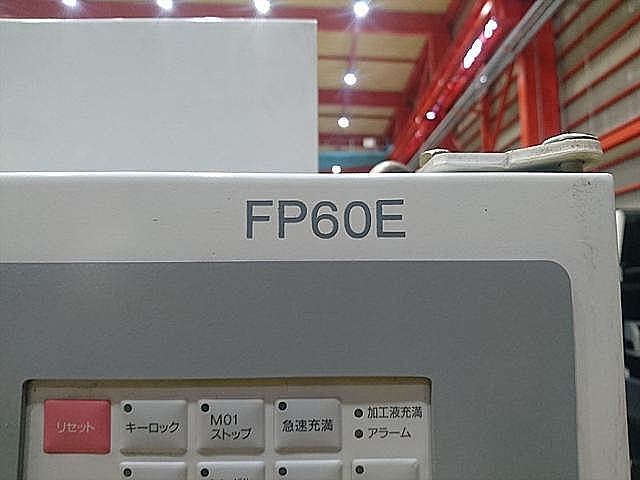 FP60E
リセット
キーロック
M01
ストップ
急速充満
加工液充満
アラーム